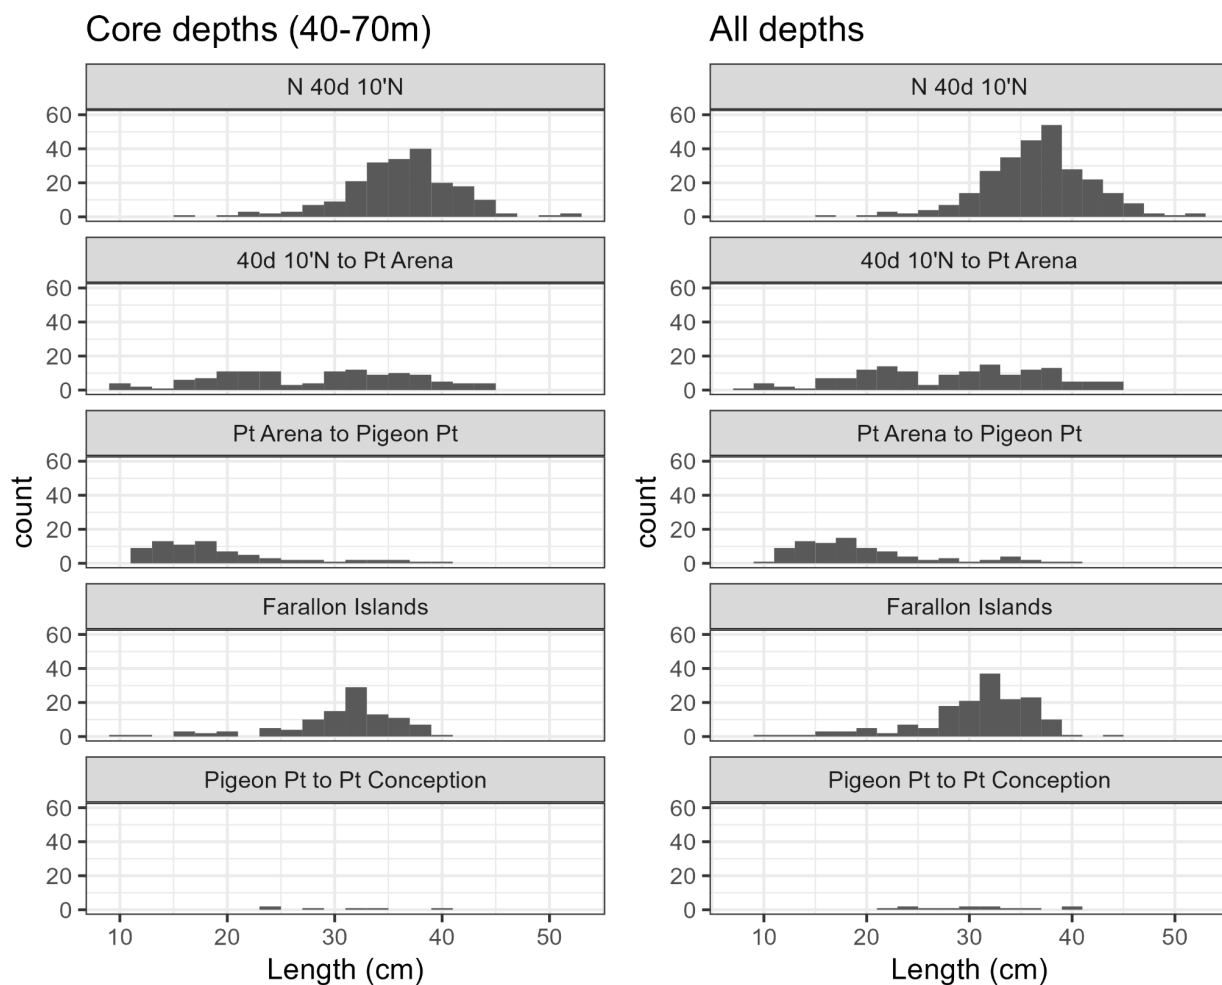 Core depths (40-70m)
N 40d 10'N
60
40
20
0
40d 10'N to Pt Arena
60
40
20
0
Pt Arena to Pigeon Pt
60
40
20
0
Farallon Islands
60
40
20
0
Pigeon Pt to Pt Conception
60
40
20
0
count
10 20 30 40 50
Length (cm)
All depths
N 40d 10'N
60
40
20
0
40d 10'N to Pt Arena
60
40
20
0
Pt Arena to Pigeon Pt
60
40
20
0
Farallon Islands
60
40
20
0
Pigeon Pt to Pt Conception
60
40
20
0
count
10 20 30 40 50
Length (cm)